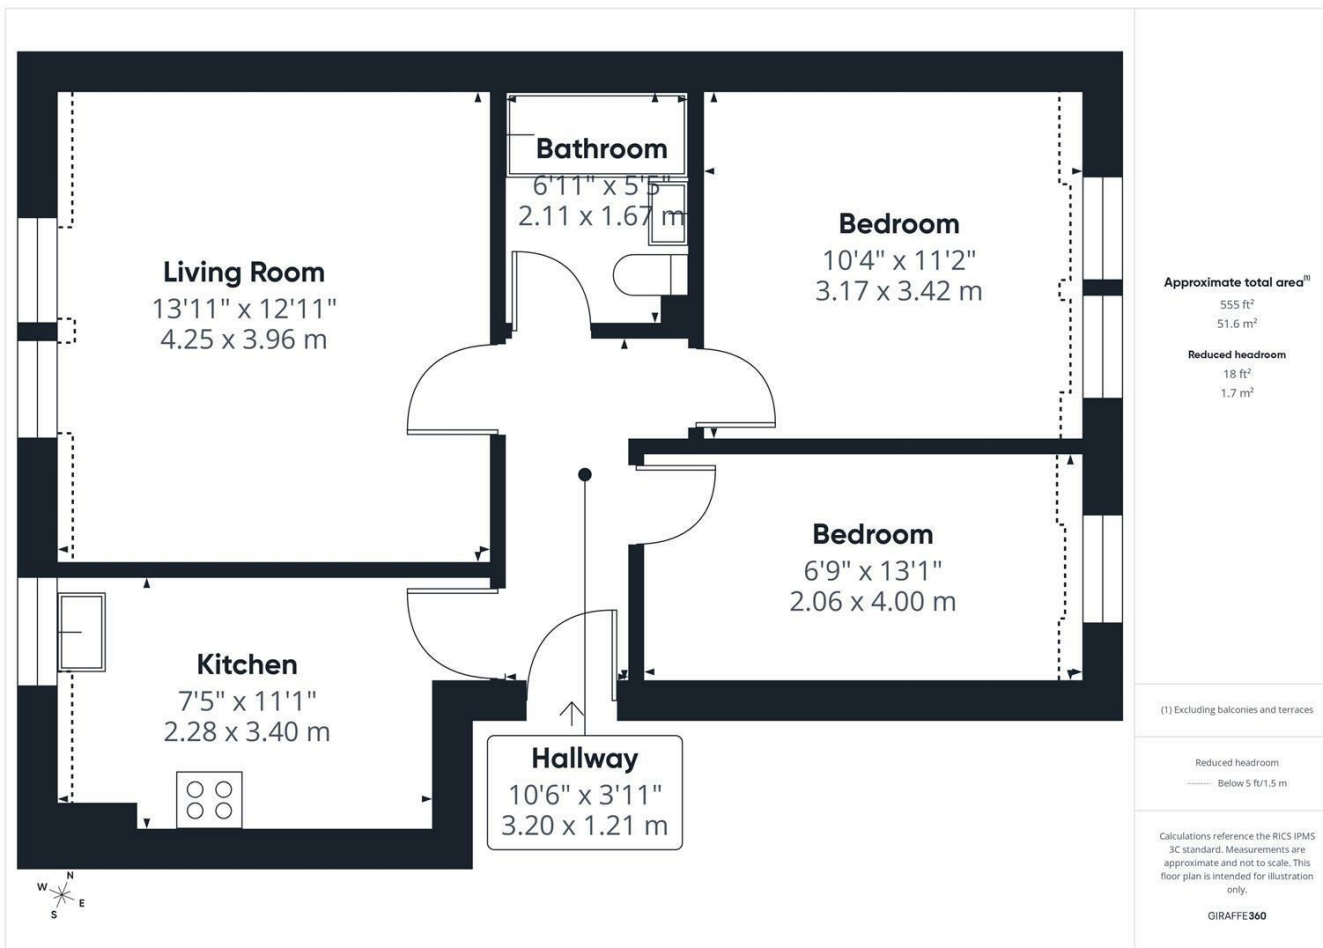 Living Room
13'11" x 12'11"
4.25 x 3.96 m
Bathroom
6'11" x 5'5"
2.11 x 1.67 m
Bedroom
10'4" x 11'2"
3.17 x 3.42 m
Bedroom
6'9" x 13'1"
2.06 x 4.00 m
Kitchen
7'5" x 11'1"
2.28 x 3.40 m
Hallway
10'6" x 3'11"
3.20 x 1.21 m
N
W
E
S
Approximate total area(1)
555 ft²
51.6 m²
Reduced headroom
18 ft²
1.7 m²
(1) Excluding balconies and terraces
Reduced headroom
Below 5 ft/1.5 m
Calculations reference the RICS IPMS
3C standard. Measurements are
approximate and not to scale. This
floor plan is intended for illustration
only.
GIRAFFE360